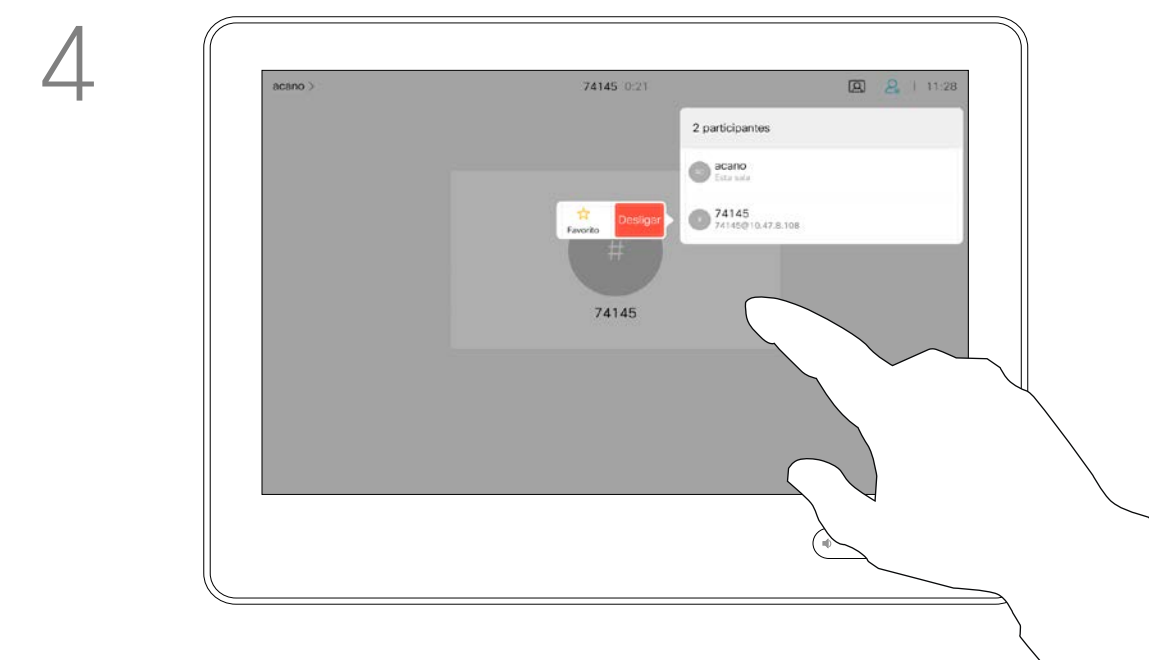 4
acano >
74145 0:21
11:28
2 participantes
acano
Esta sala
Favorito
Desligar
74145
74145@10.47.8.108
#
74145